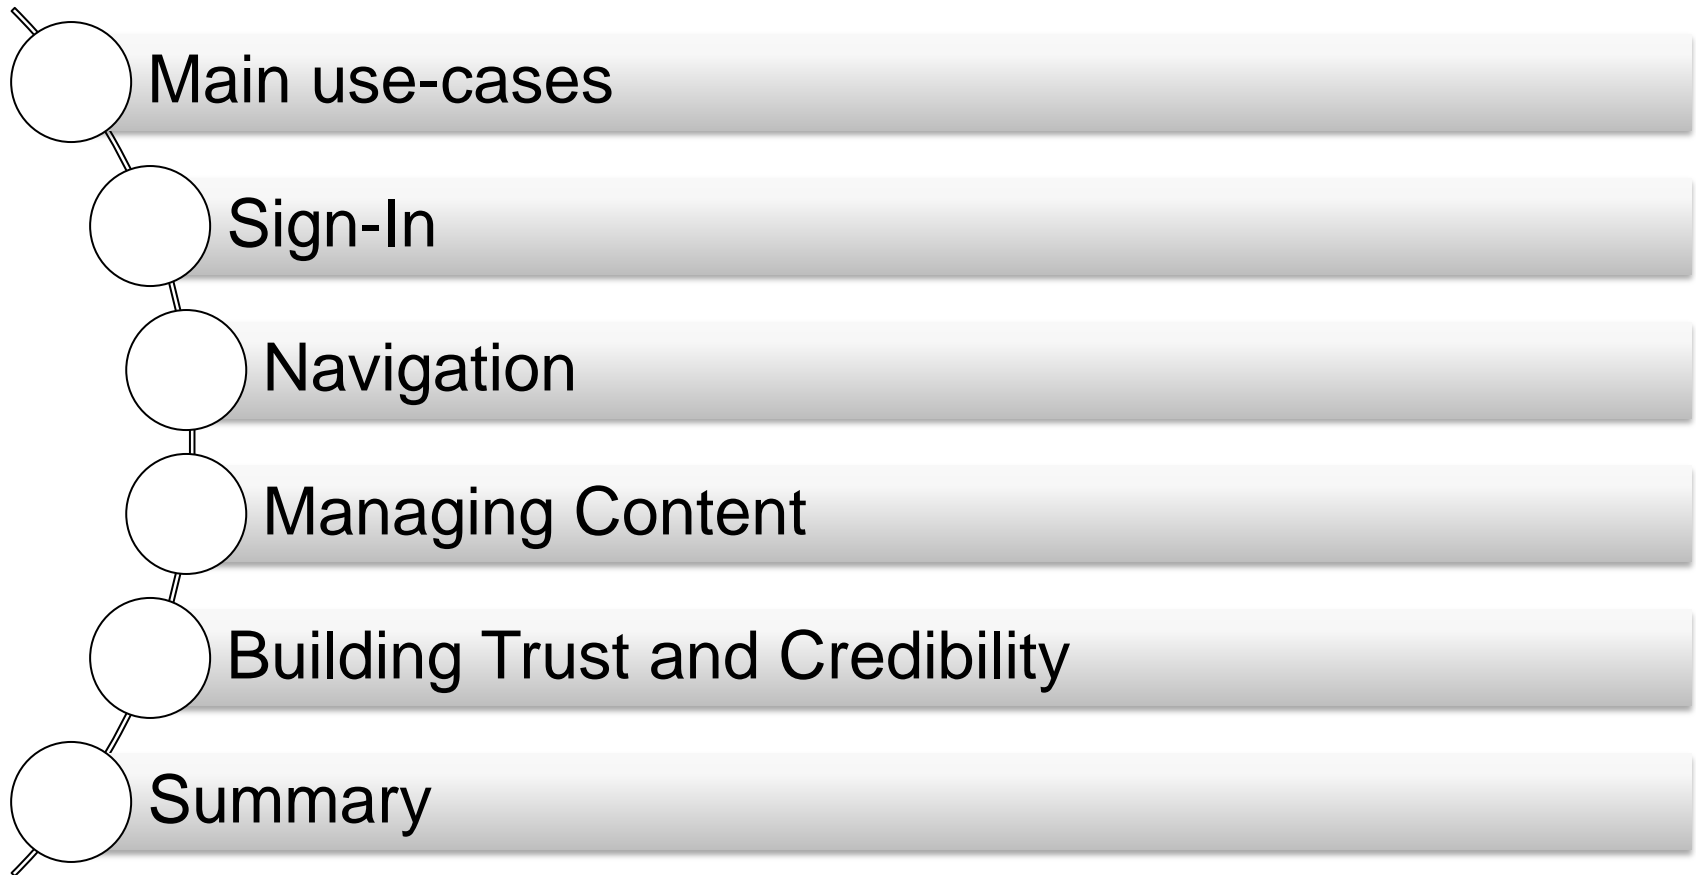 Main use-cases
Sign-In
Navigation
Managing Content
Building Trust and Credibility
Summary